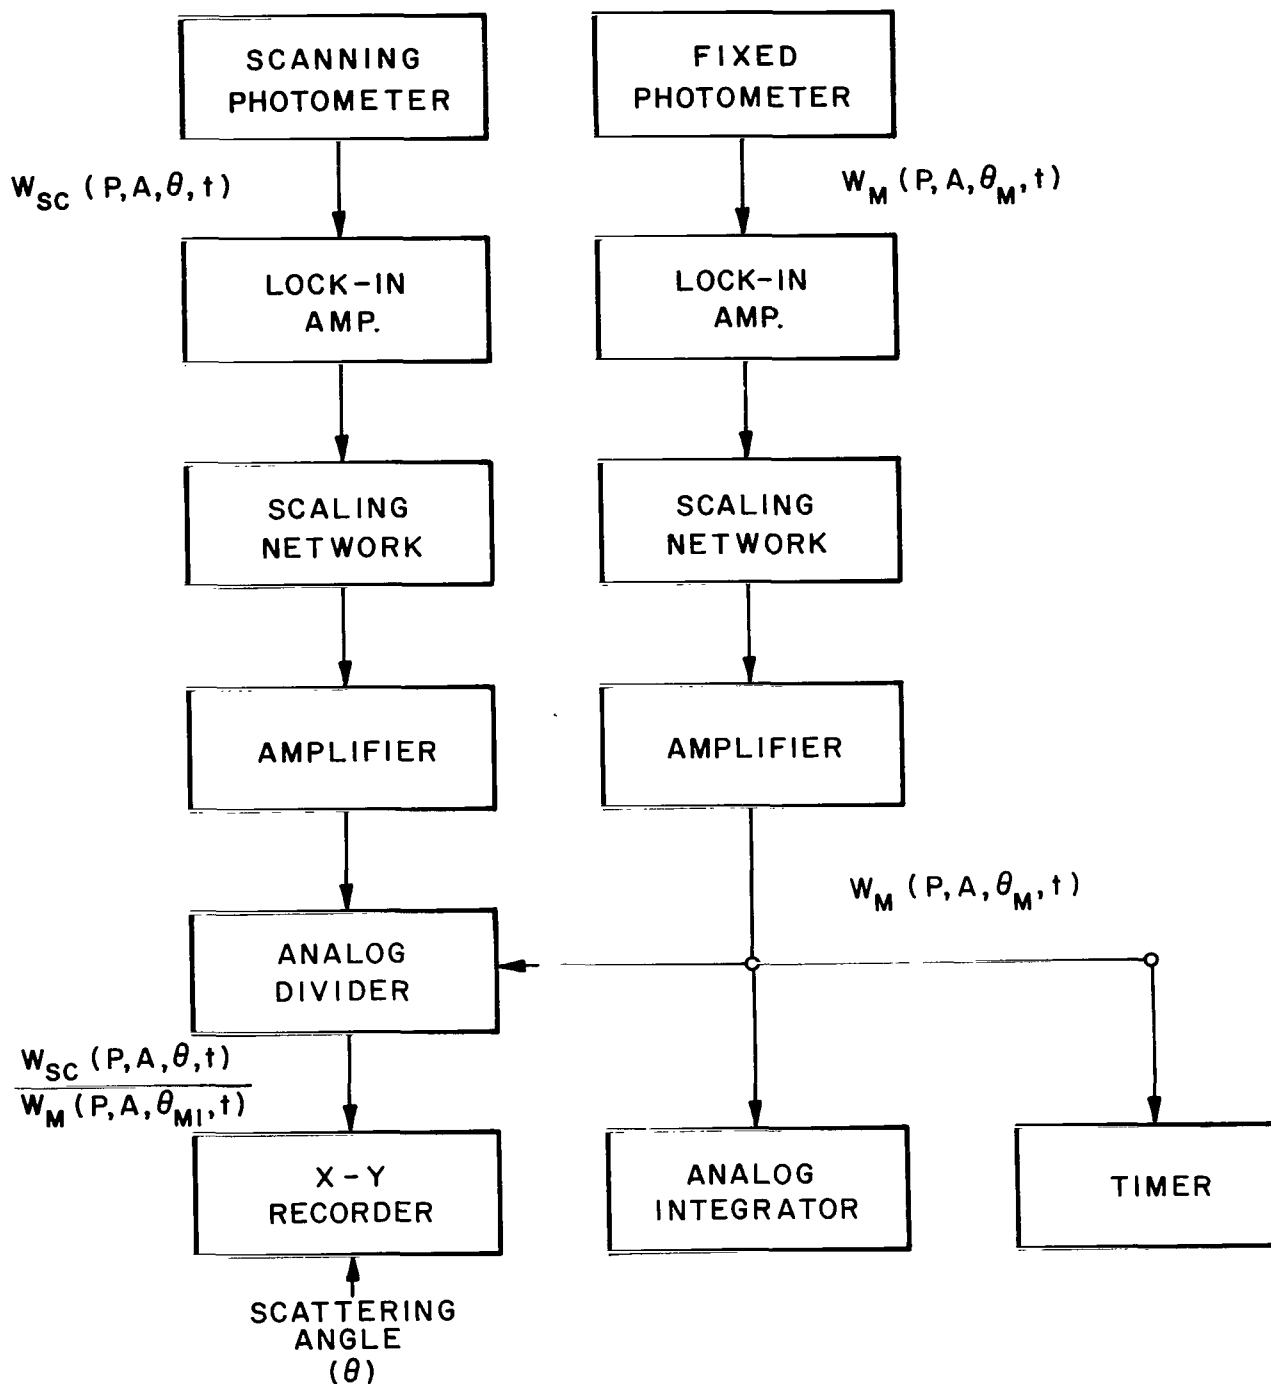 SCANNING
PHOTOMETER
FIXED
PHOTOMETER
W_SC (P,A,θ,t)
W_M (P,A,θ_M,t)
LOCK-IN
AMP.
LOCK-IN
AMP.
SCALING
NETWORK
SCALING
NETWORK
AMPLIFIER
AMPLIFIER
W_M (P,A,θ_M,t)
ANALOG
DIVIDER
W_SC (P,A,θ,t)
W_M (P,A,θ_MI,t)
X-Y
RECORDER
ANALOG
INTEGRATOR
TIMER
SCATTERING
ANGLE
(θ)